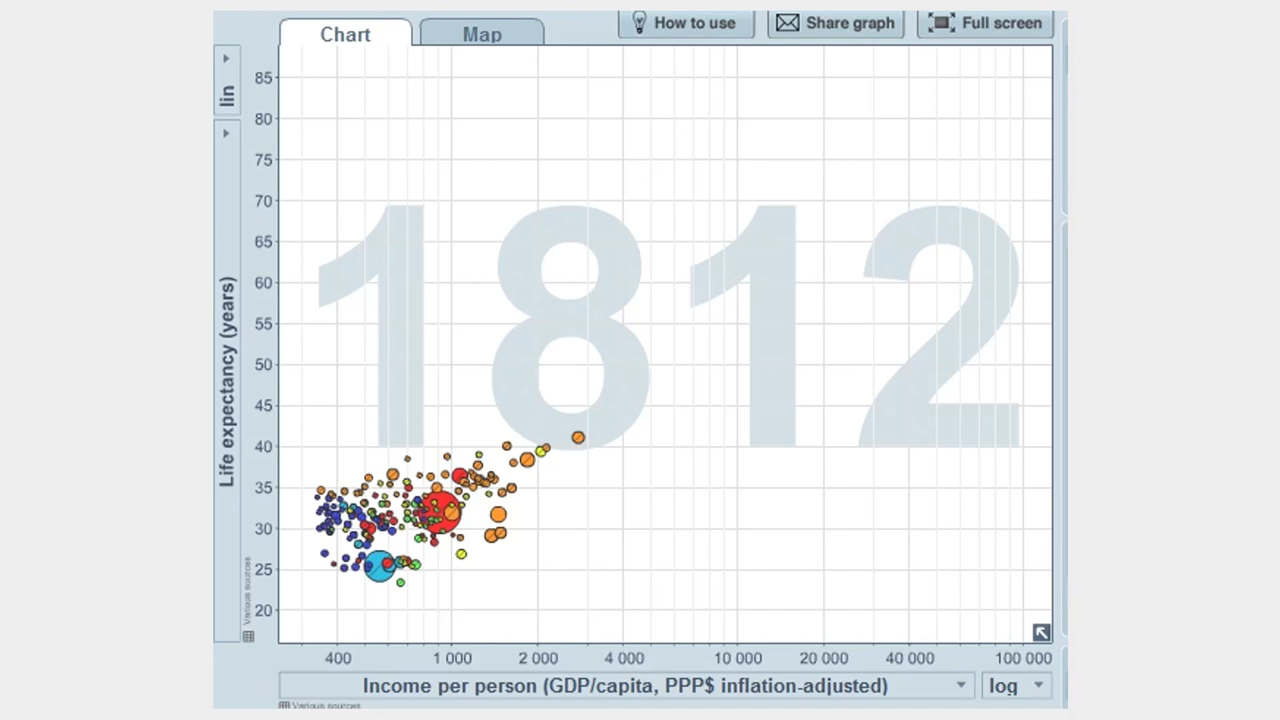 How to use
Share graph
Full screen
Chart
Map
lin
Life expectancy (years)
85
80
75
70
65
60
55
50
45
40
35
30
25
20
1812
Various sources
400
1 000
2 000
4 000
10 000
20 000
40 000
100 000
Income per person (GDP/capita, PPP$ inflation-adjusted)
log
Various sources